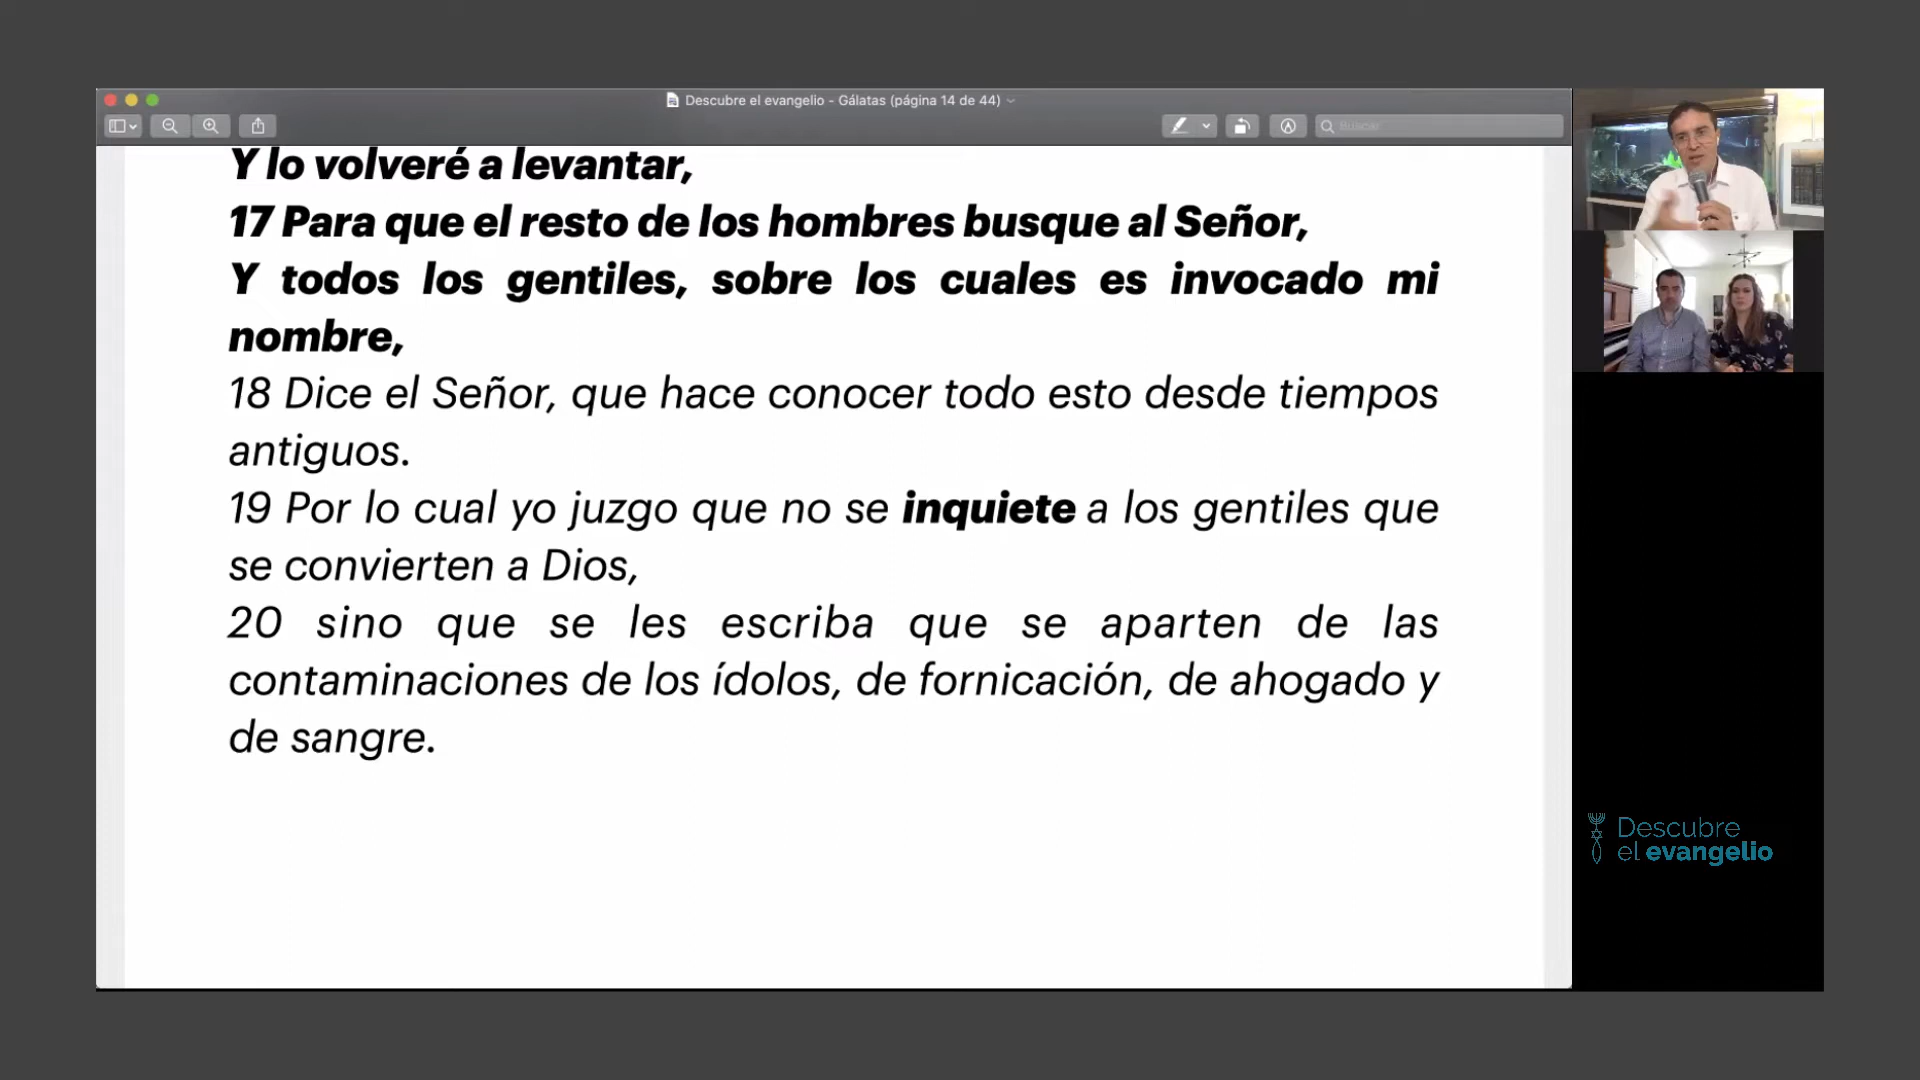 Descubre el evangelio - Gálatas (página 14 de 44)
Buscar
Y lo volveré a levantar,
17 Para que el resto de los hombres busque al Señor,
Y todos los gentiles, sobre los cuales es invocado mi
nombre,
18 Dice el Señor, que hace conocer todo esto desde tiempos
antiguos.
19 Por lo cual yo juzgo que no se inquiete a los gentiles que
se convierten a Dios,
20 sino que se les escriba que se aparten de las
contaminaciones de los ídolos, de fornicación, de ahogado y
de sangre.
Descubre
el evangelio